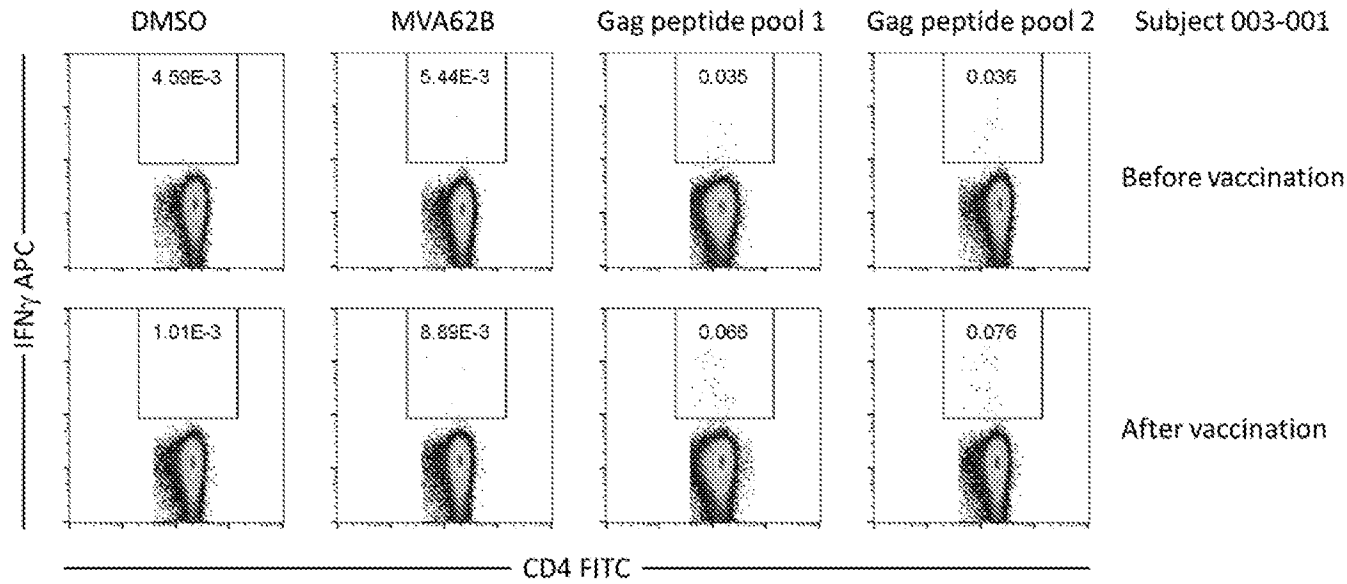 DMSO MVA62B Gag peptide pool 1 Gag peptide pool 2 Subject 003-001
4.59E-3 5.44E-3 0.035 0.036
Before vaccination
IFNγ APC
1.01E-3 8.89E-3 0.066 0.076
After vaccination
CD4 FITC